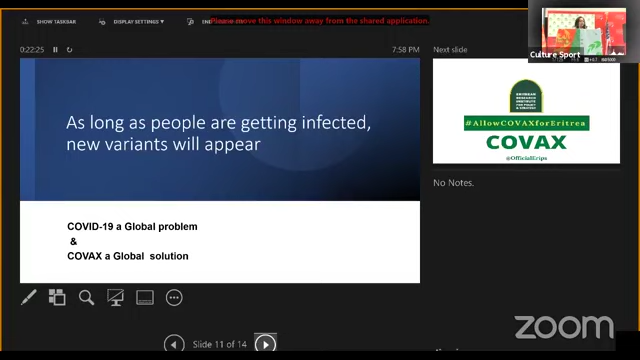 SHOW TASKBAR
DISPLAY SETTINGS ▼
Please move this window away from the shared application.
0:22:25
7:58 PM
Next slide
Culture Sport
As long as people are getting infected,
new variants will appear
COVID-19 a Global problem
&
COVAX a Global solution
#AllowCOVAXforEritrea
COVAX
@OfficialErips
No Notes.
Slide 11 of 14
zoom